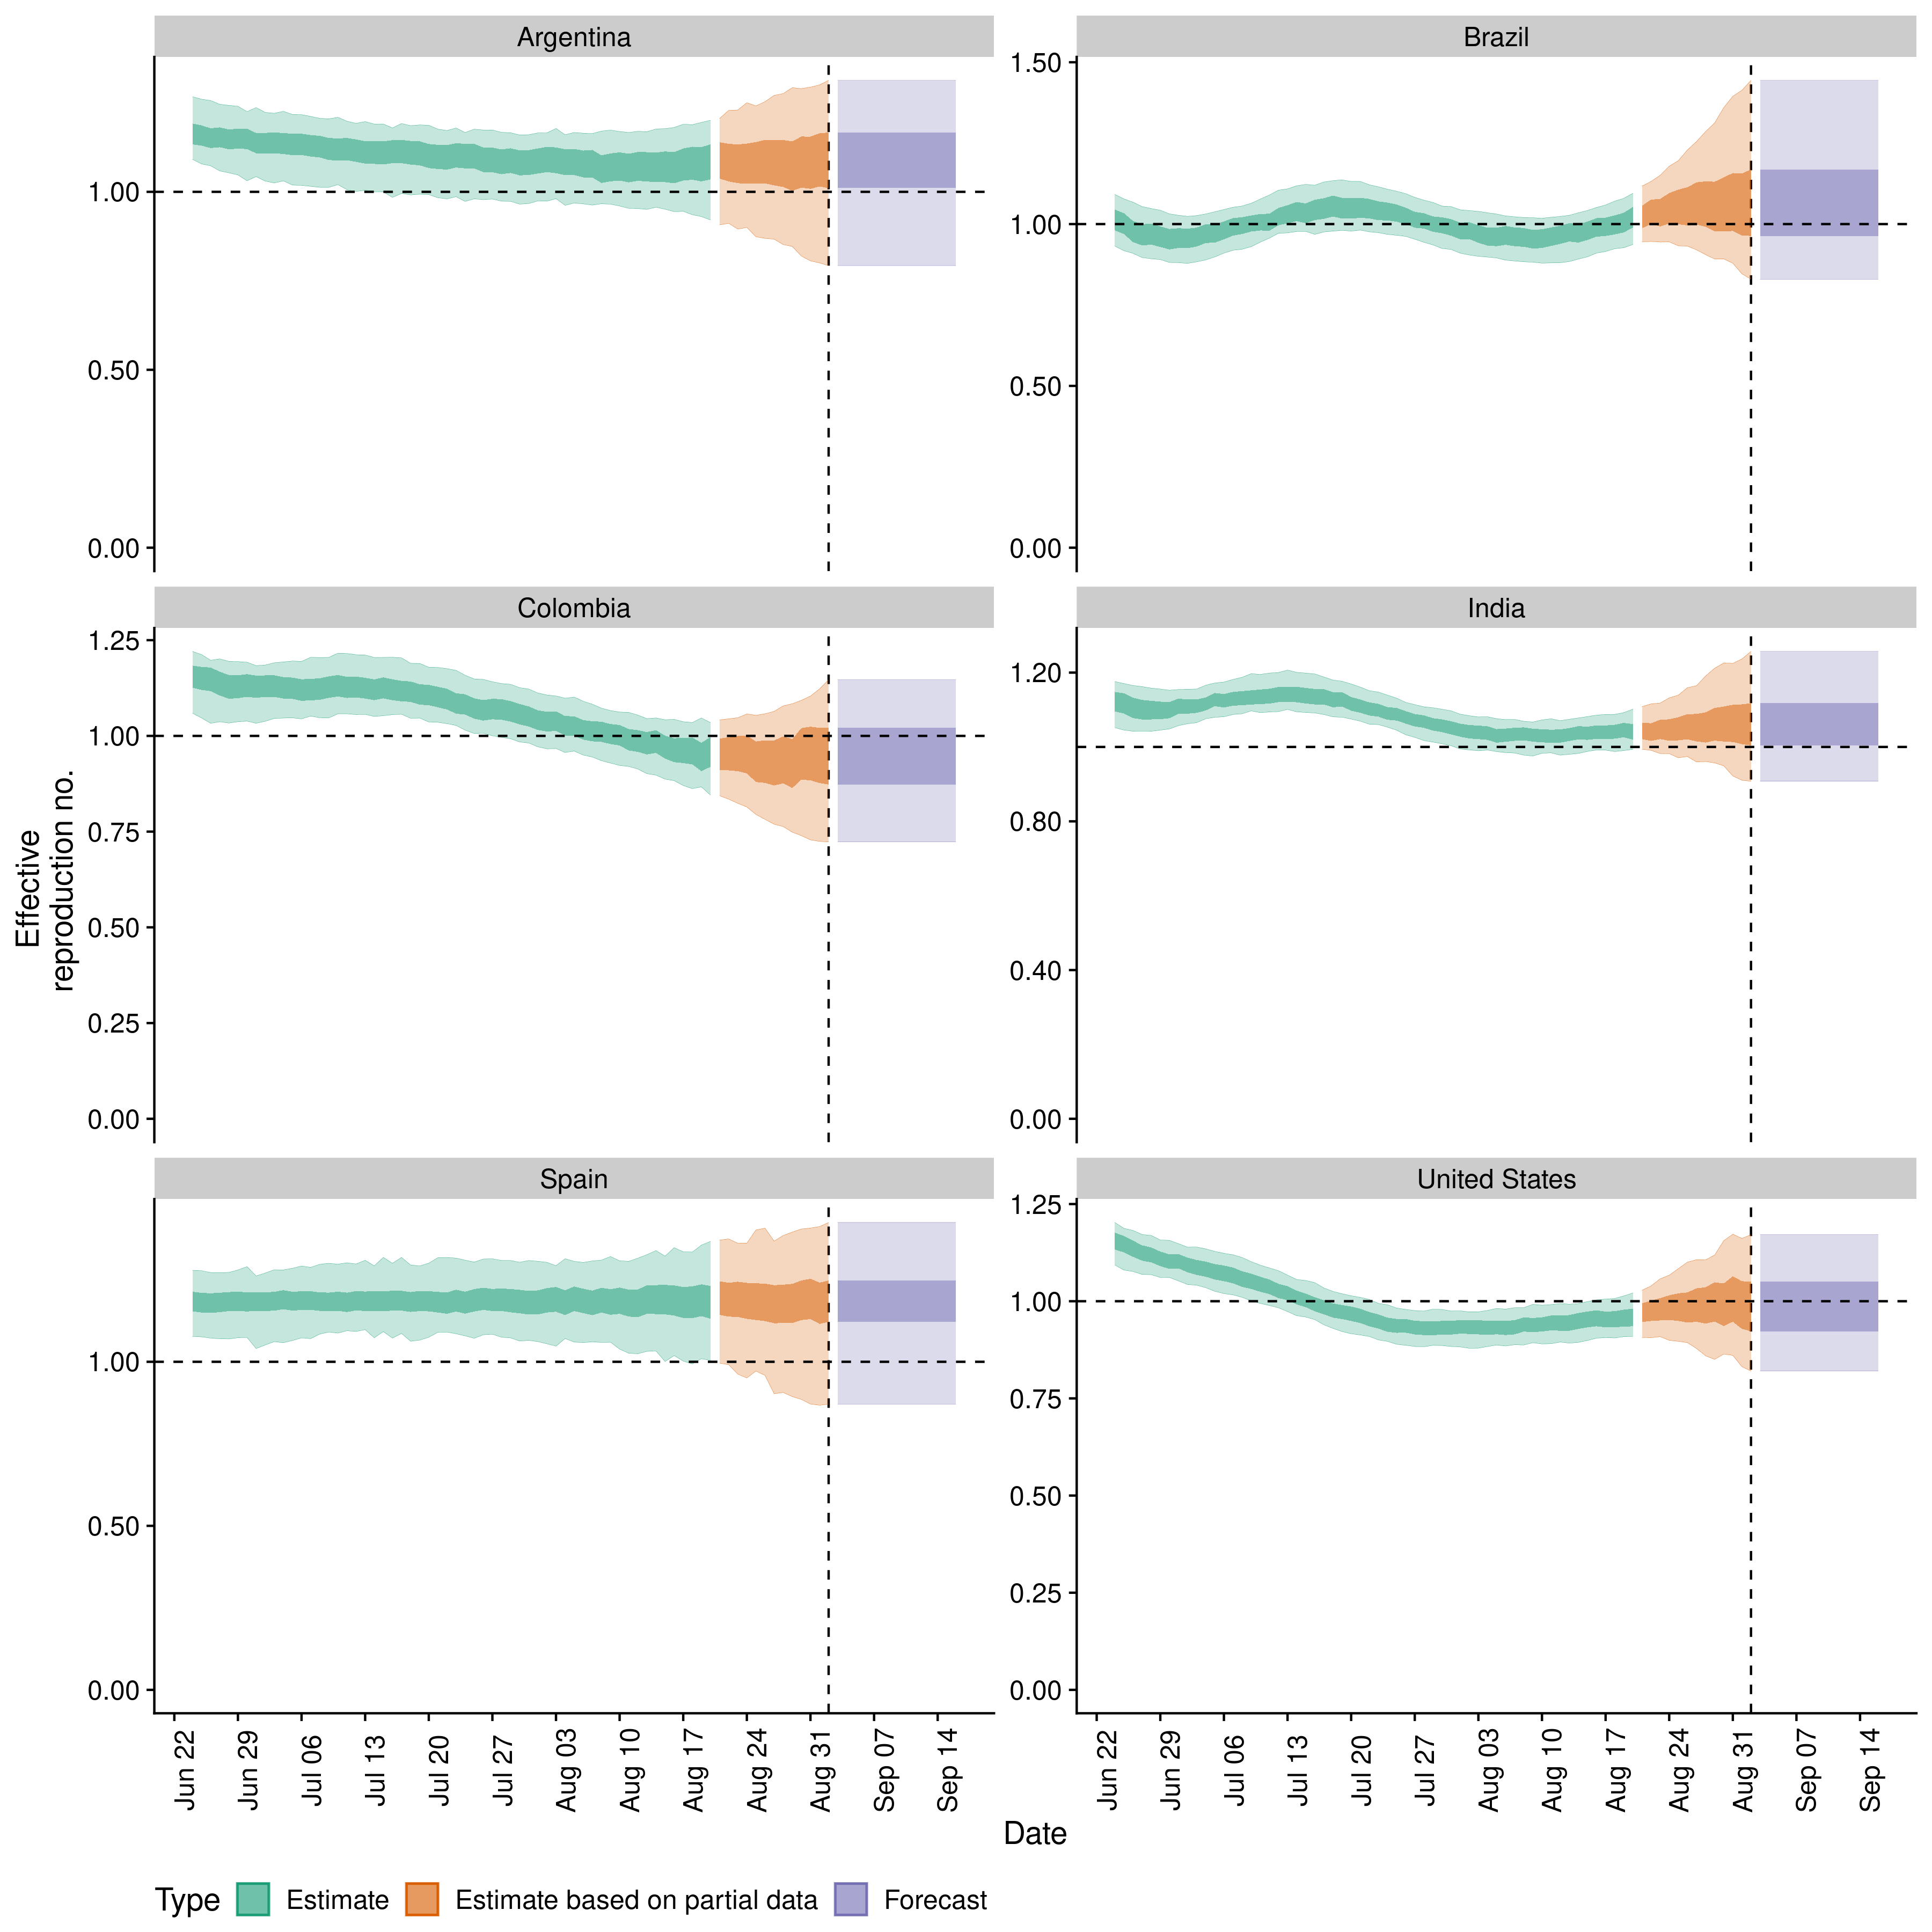 Argentina
Brazil
1.00
0.50
0.00
1.50
1.00
0.50
0.00
Colombia
India
1.25
1.00
0.75
0.50
0.25
0.00
1.20
0.80
0.40
0.00
Effective
reproduction no.
Spain
United States
1.00
0.50
0.00
1.25
1.00
0.75
0.50
0.25
0.00
Jun 22
Jun 29
Jul 06
Jul 13
Jul 20
Jul 27
Aug 03
Aug 10
Aug 17
Aug 24
Aug 31
Sep 07
Sep 14
Jun 22
Jun 29
Jul 06
Jul 13
Jul 20
Jul 27
Aug 03
Aug 10
Aug 17
Aug 24
Aug 31
Sep 07
Sep 14
Date
Type Estimate Estimate based on partial data Forecast